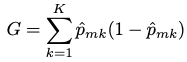 G = \sum_{k=1}^{K} \hat{p}_{mk}(1 - \hat{p}_{mk})